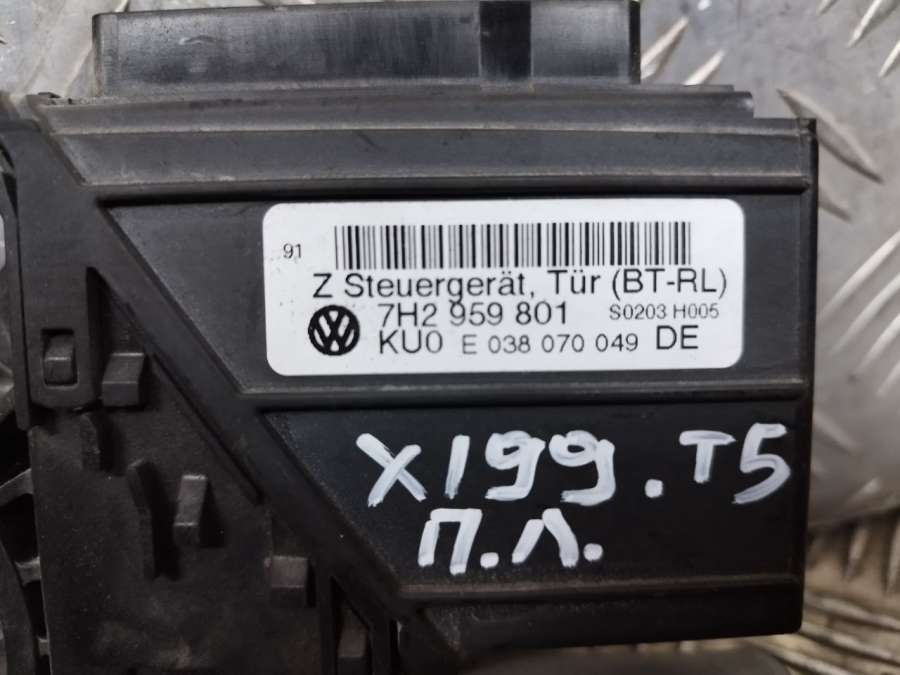 91
Z Steuergerät, Tür (BT-RL)
7H2 959 801 S0203 H005
KU0 E 038 070 049 DE
X199.T5
П.Л.